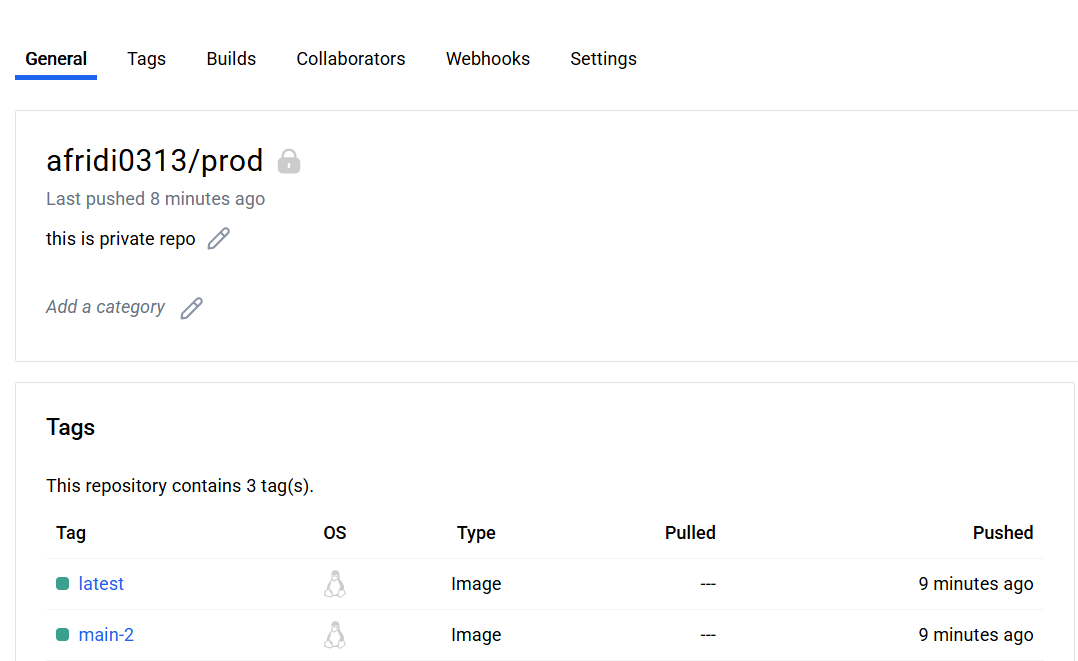 General Tags Builds Collaborators Webhooks Settings
afridi0313/prod
Last pushed 8 minutes ago
this is private repo
Add a category
Tags
This repository contains 3 tag(s).
Tag OS Type Pulled Pushed
latest Image --- 9 minutes ago
main-2 Image --- 9 minutes ago